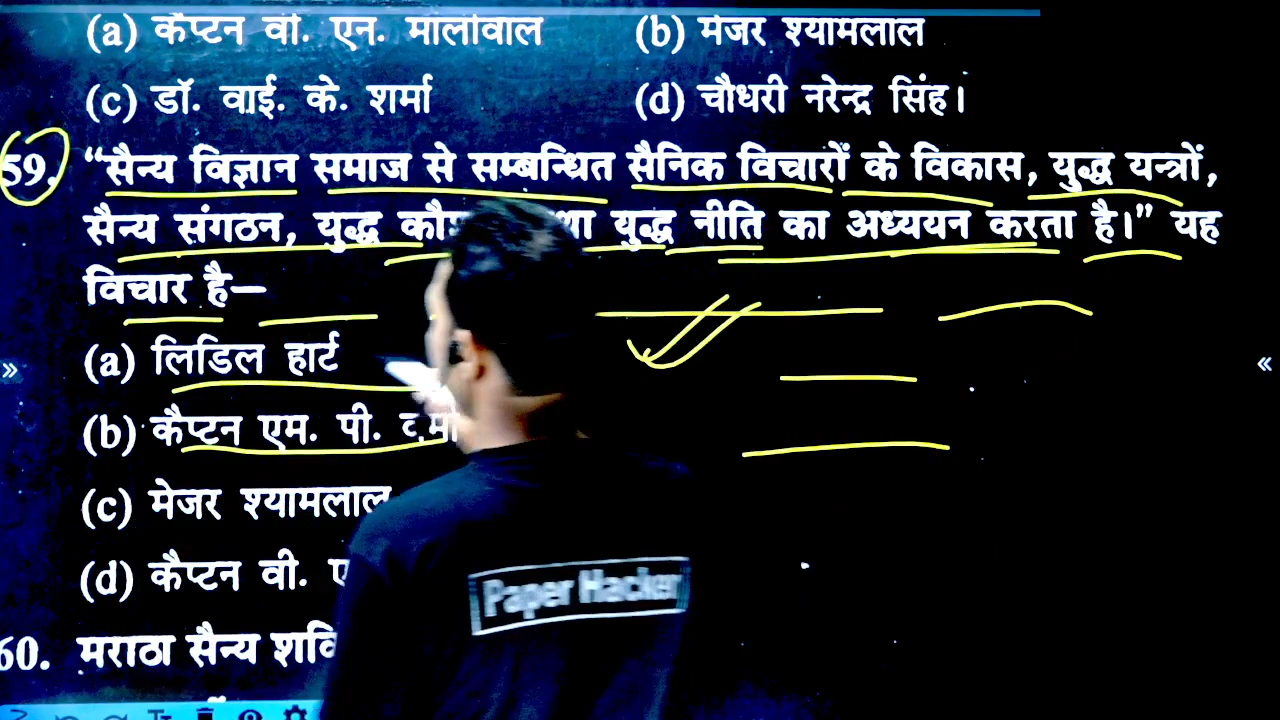 (a) कैप्टन वी. एन. मालीवाल (b) मेजर श्यामलाल
(c) डॉ. वाई. के. शर्मा (d) चौधरी नरेन्द्र सिंह।
59. “सैन्य विज्ञान समाज से सम्बन्धित सैनिक विचारों के विकास, युद्ध यन्त्रों,
सैन्य संगठन, युद्ध युद्ध नीति का अध्ययन करता है।” यह
विचार है–
(a) लिडिल हार्ट
(b) कैप्टन एम. पी.
(c) मेजर श्यामलाल
(d) कैप्टन वी.
60. मराठा सैन्य
Paper Hacker